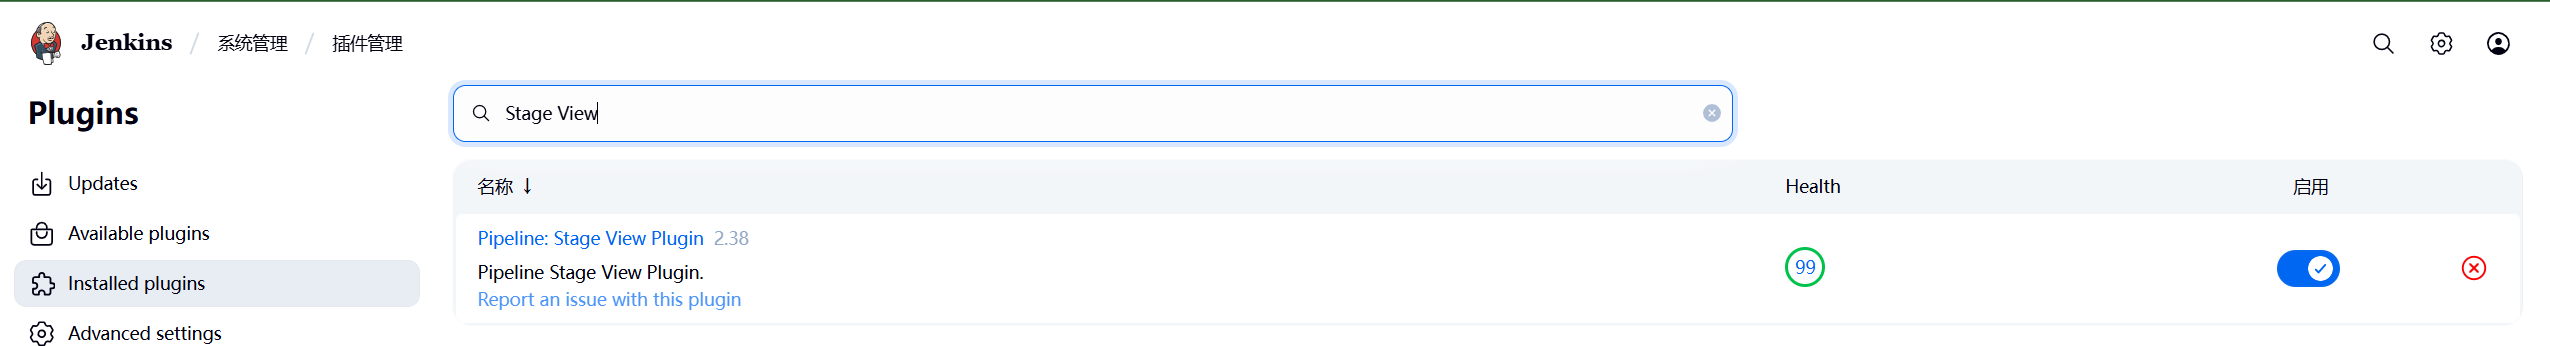 Jenkins / 系统管理 / 插件管理
Plugins
Stage View
Updates
Available plugins
Installed plugins
Advanced settings
名称 ↓ Health 启用
Pipeline: Stage View Plugin 2.38
Pipeline Stage View Plugin.
Report an issue with this plugin
99